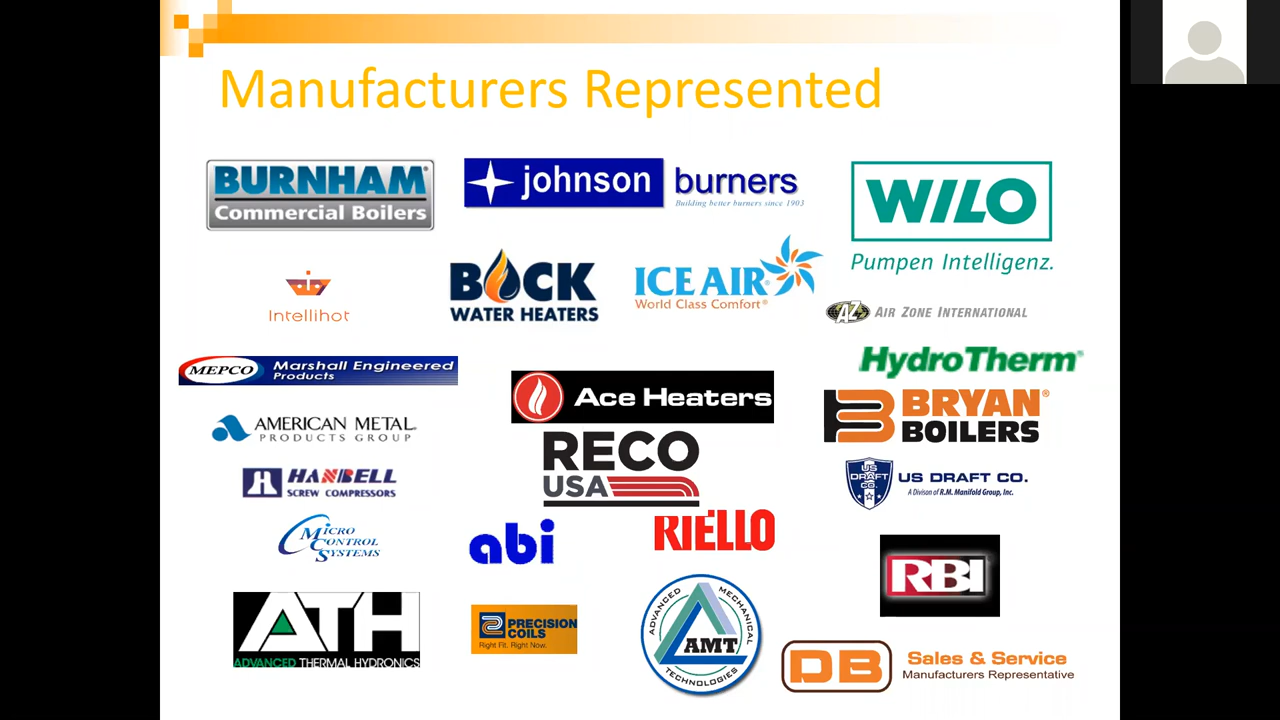 Manufacturers Represented
BURNHAM®
Commercial Boilers
johnson burners
Building better burners since 1903
WILO
Pumpen Intelligenz.
Intellihot
BOCK
WATER HEATERS
ICE AIR®
World Class Comfort®
AZ AIR ZONE INTERNATIONAL
MEPCO Marshall Engineered
Products
HydroTherm®
Ace Heaters
AMERICAN METAL
PRODUCTS GROUP
BRYAN®
BOILERS
RECO
USA
HANBELL
SCREW COMPRESSORS
US
DRAFT
CO.
US DRAFT CO.
A Divison of R.M. Manifold Group, Inc.
MICRO
CONTROL
SYSTEMS
abi
RIELLO
RBI
ATH
ADVANCED THERMAL HYDRONICS
PRECISION
COILS
Right Fit. Right Now.
ADVANCED MECHANICAL
AMT
TECHNOLOGIES
DB Sales & Service
Manufacturers Representative